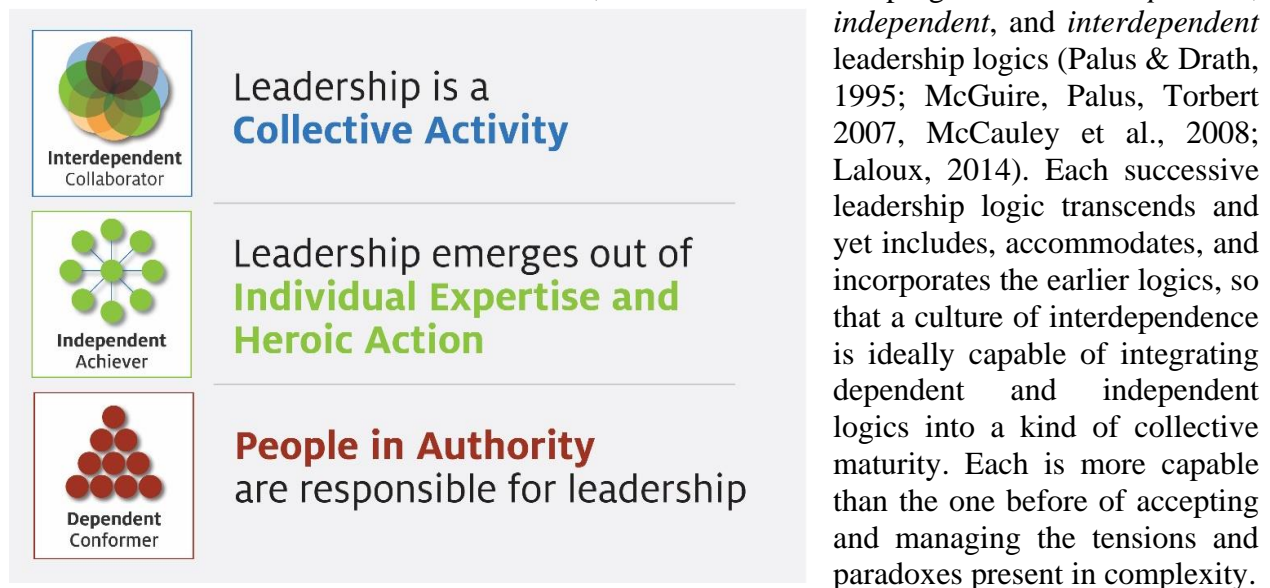 Interdependent
Collaborator
Leadership is a
Collective Activity
Independent
Achiever
Leadership emerges out of
Individual Expertise and
Heroic Action
Dependent
Conformer
People in Authority
are responsible for leadership
independent, and interdependent
leadership logics (Palus & Drath,
1995; McGuire, Palus, Torbert
2007, McCauley et al., 2008;
Laloux, 2014). Each successive
leadership logic transcends and
yet includes, accommodates, and
incorporates the earlier logics, so
that a culture of interdependence
is ideally capable of integrating
dependent and independent
logics into a kind of collective
maturity. Each is more capable
than the one before of accepting
and managing the tensions and
paradoxes present in complexity.